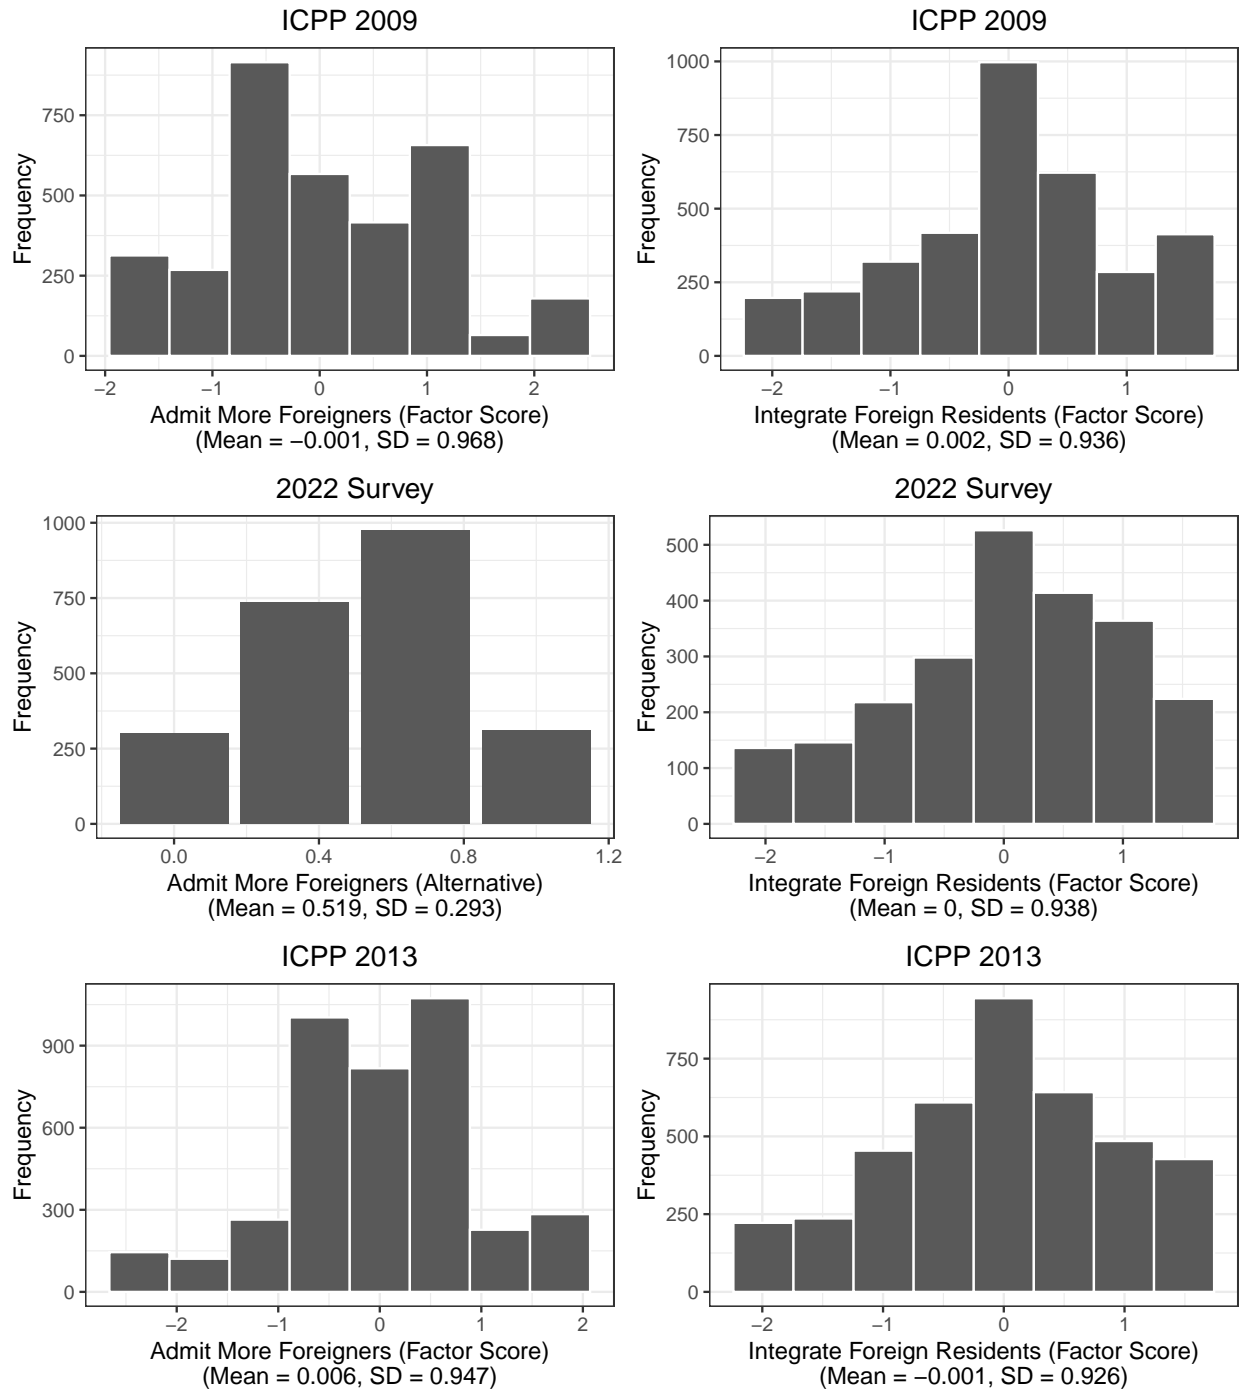 ICPP 2009
Frequency
750
500
250
0
−2 −1 0 1 2
Admit More Foreigners (Factor Score)
(Mean = −0.001, SD = 0.968)
ICPP 2009
Frequency
1000
750
500
250
0
−2 −1 0 1
Integrate Foreign Residents (Factor Score)
(Mean = 0.002, SD = 0.936)
2022 Survey
Frequency
1000
750
500
250
0
0.0 0.4 0.8 1.2
Admit More Foreigners (Alternative)
(Mean = 0.519, SD = 0.293)
2022 Survey
Frequency
500
400
300
200
100
0
−2 −1 0 1
Integrate Foreign Residents (Factor Score)
(Mean = 0, SD = 0.938)
ICPP 2013
Frequency
900
600
300
0
−2 −1 0 1 2
Admit More Foreigners (Factor Score)
(Mean = 0.006, SD = 0.947)
ICPP 2013
Frequency
750
500
250
0
−2 −1 0 1
Integrate Foreign Residents (Factor Score)
(Mean = −0.001, SD = 0.926)